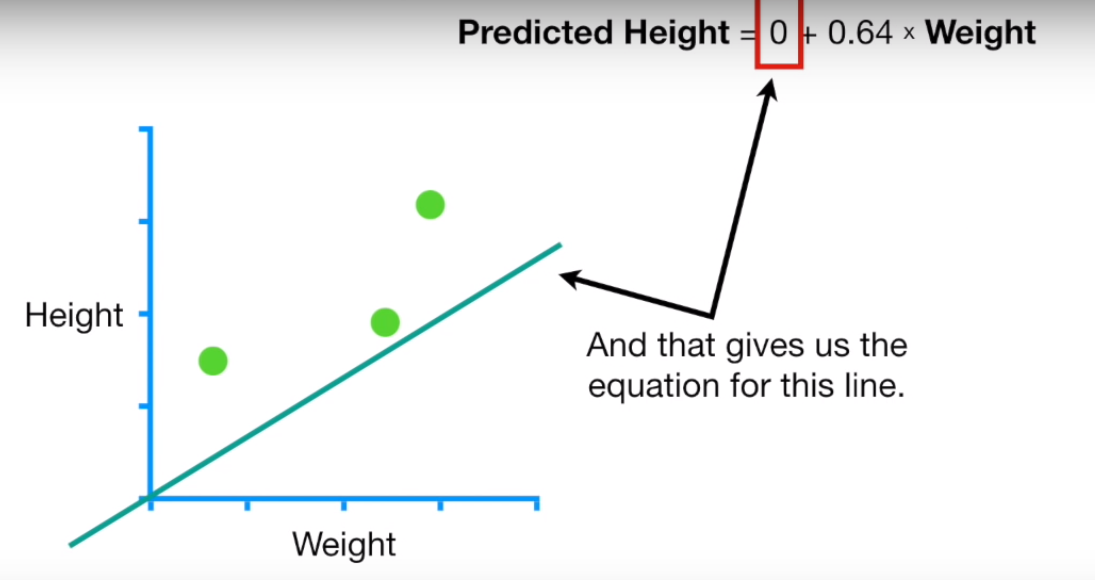 Predicted Height = 0 + 0.64 × Weight
Height
And that gives us the
equation for this line.
Weight